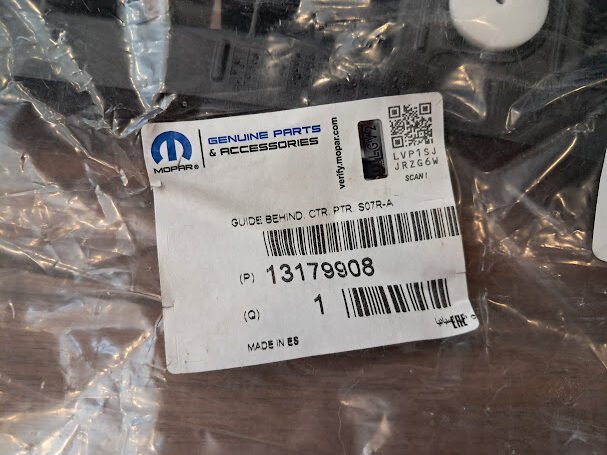 MOPAR®
GENUINE PARTS
& ACCESSORIES
verify.mopar.com
LVP1SJ
JRZG6W
SCAN!
GUIDE BEHIND. CTR. PTR. S07R-A
(P) 13179908
(Q) 1
MADE IN ES
EAC